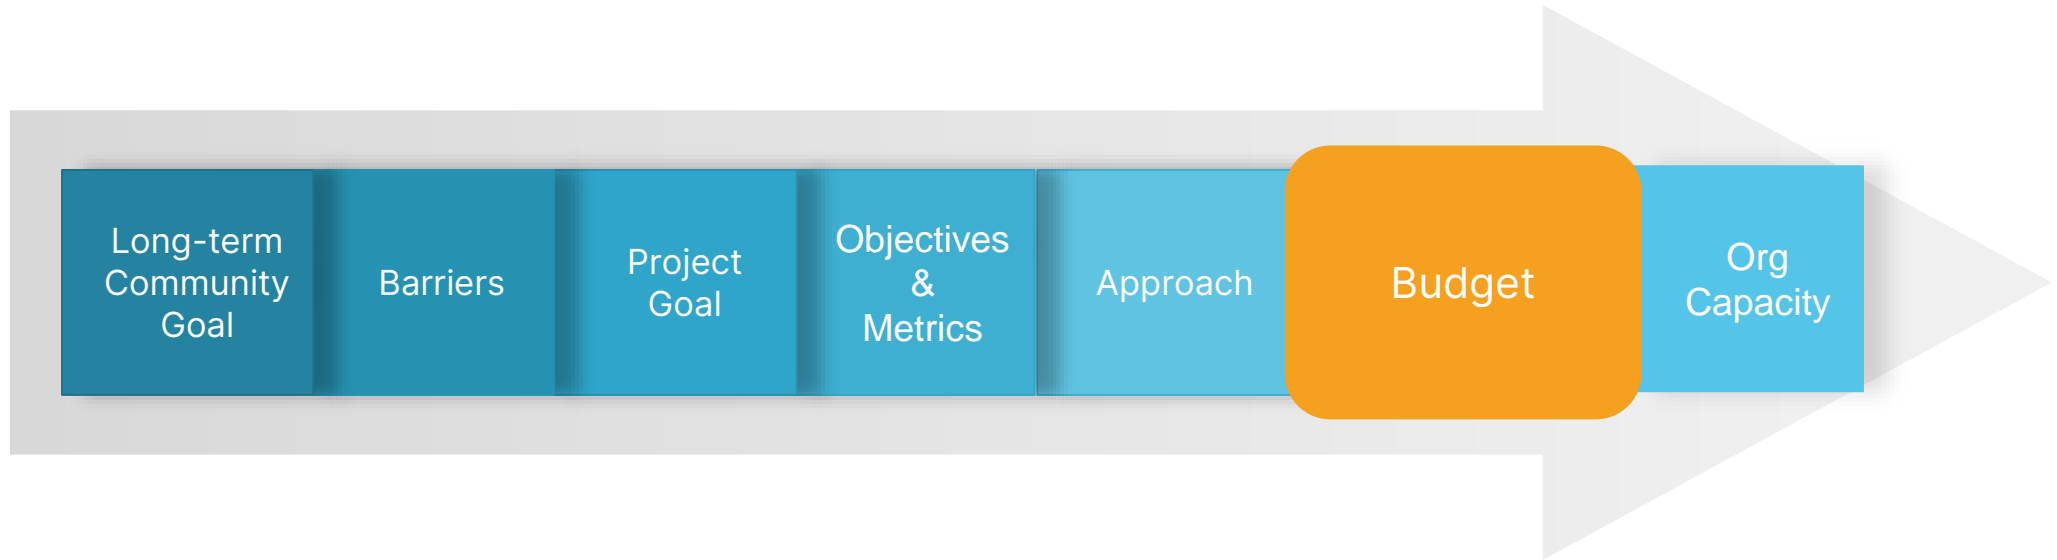 Long-term
Community
Goal
Barriers
Project
Goal
Objectives
&
Metrics
Approach
Budget
Org
Capacity